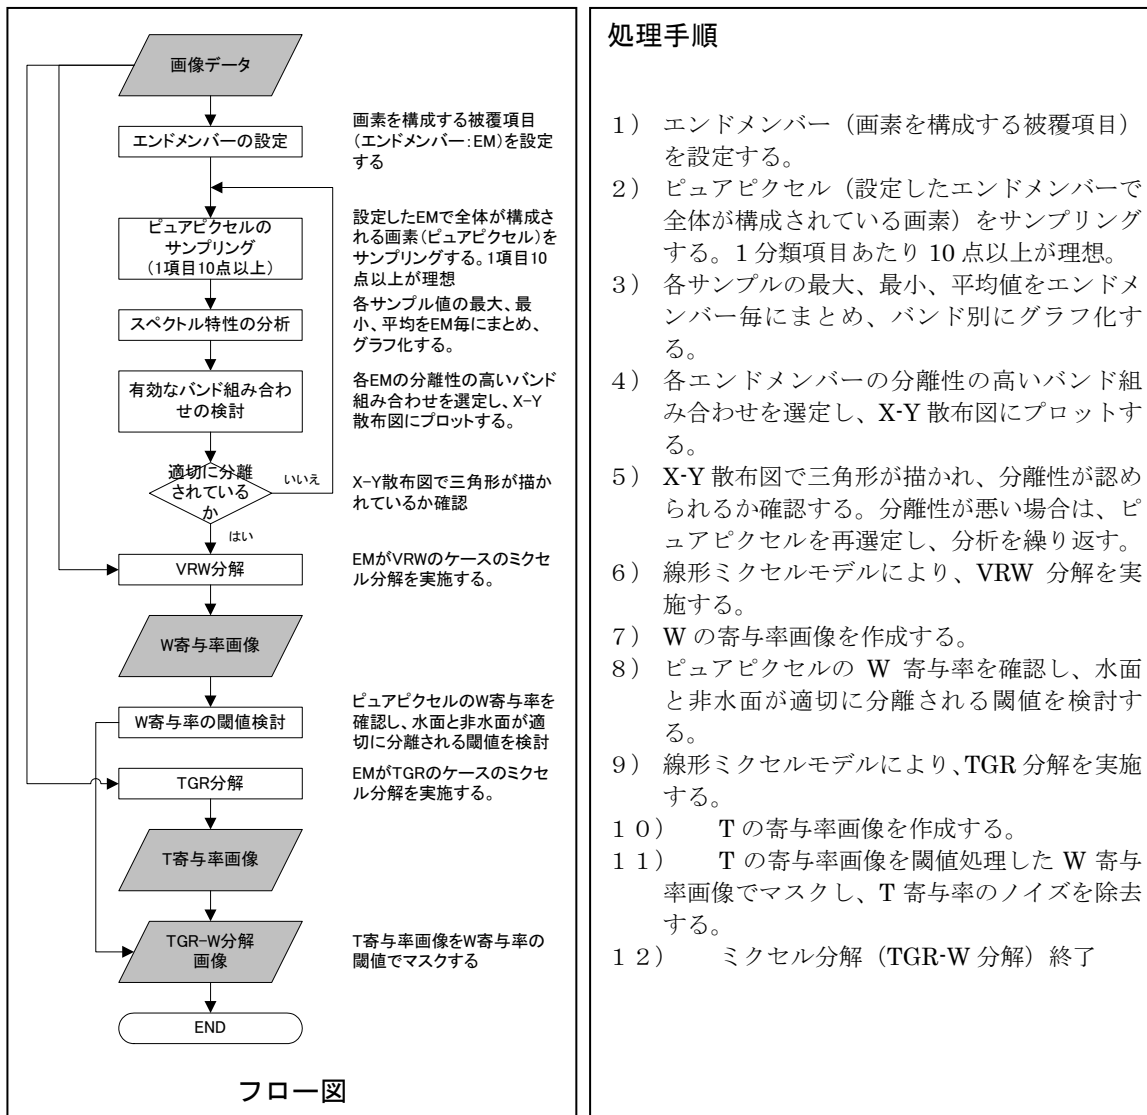 画像データ
エンドメンバーの設定
画素を構成する被覆項目
(エンドメンバー:EM)を設定
する
ピュアピクセルの
サンプリング
(1項目10点以上)
設定したEMで全体が構成さ
れる画素(ピュアピクセル)を
サンプリングする。1項目10
点以上が理想
スペクトル特性の分析
各サンプル値の最大、最
小、平均をEM毎にまとめ、
グラフ化する。
有効なバンド組み合わ
せの検討
各EMの分離性の高いバンド
組み合わせを選定し、X-Y
散布図にプロットする。
適切に分離
されている
か
いいえ
はい
X-Y散布図で三角形が描か
れているか確認
VRW分解
EMがVRWのケースのミクセ
ル分解を実施する。
W寄与率画像
W寄与率の閾値検討
ピュアピクセルのW寄与率を
確認し、水面と非水面が適
切に分離される閾値を検討
TGR分解
EMがTGRのケースのミクセ
ル分解を実施する。
T寄与率画像
TGR-W分解
画像
T寄与率画像をW寄与率の
閾値でマスクする
END
フロー図
処理手順
1) エンドメンバー(画素を構成する被覆項目)
を設定する。
2) ピュアピクセル(設定したエンドメンバーで
全体が構成されている画素)をサンプリング
する。1分類項目あたり 10 点以上が理想。
3) 各サンプルの最大、最小、平均値をエンドメ
ンバー毎にまとめ、バンド別にグラフ化す
る。
4) 各エンドメンバーの分離性の高いバンド組
み合わせを選定し、X-Y 散布図にプロットす
る。
5) X-Y 散布図で三角形が描かれ、分離性が認め
られるか確認する。分離性が悪い場合は、ピ
ュアピクセルを再選定し、分析を繰り返す。
6) 線形ミクセルモデルにより、VRW 分解を実
施する。
7) W の寄与率画像を作成する。
8) ピュアピクセルの W 寄与率を確認し、水面
と非水面が適切に分離される閾値を検討す
る。
9) 線形ミクセルモデルにより、TGR 分解を実施
する。
10) T の寄与率画像を作成する。
11) T の寄与率画像を閾値処理した W 寄与
率画像でマスクし、T 寄与率のノイズを除去
する。
12) ミクセル分解(TGR-W 分解)終了